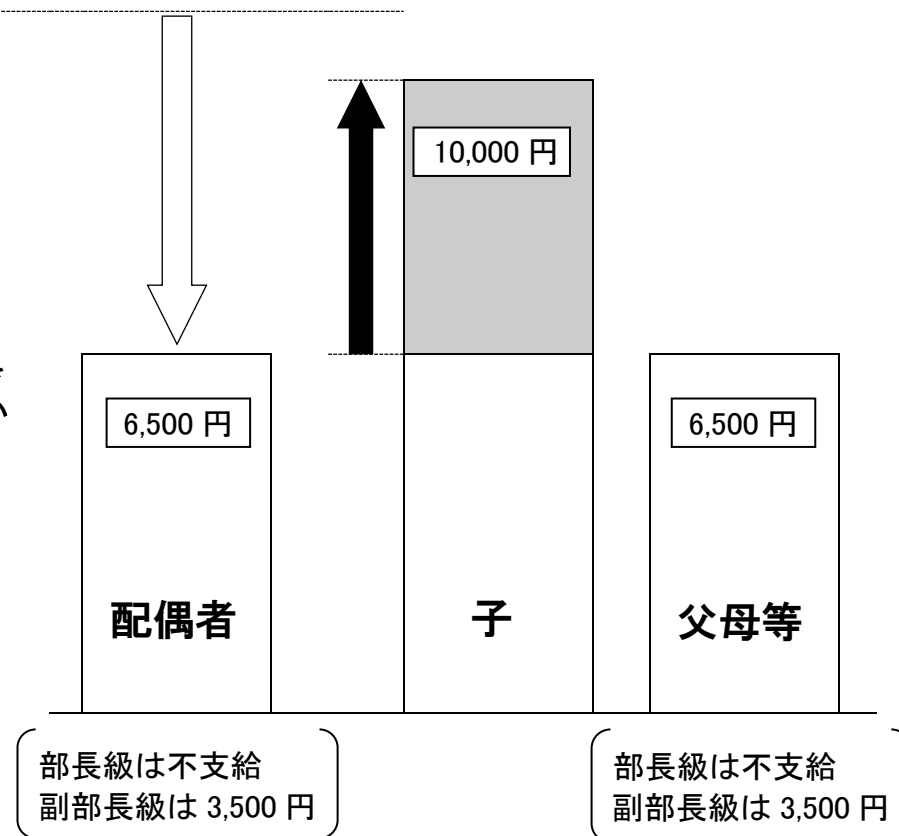 10,000 円
6,500 円
6,500 円
配偶者
子
父母等
部長級は不支給
副部長級は 3,500 円
部長級は不支給
副部長級は 3,500 円